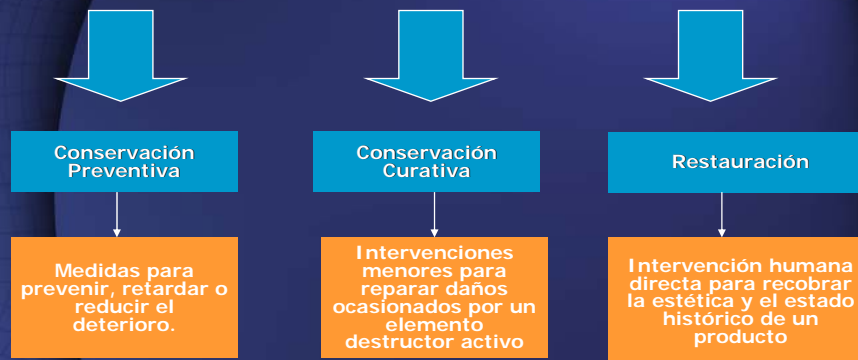 Conservación
Preventiva
Conservación
Curativa
Restauración
Medidas para
prevenir, retardar o
reducir el
deterioro.
Intervenciones
menores para
reparar daños
ocasionados por un
elemento
destructor activo
Intervención humana
directa para recobrar
la estética y el estado
histórico de un
producto